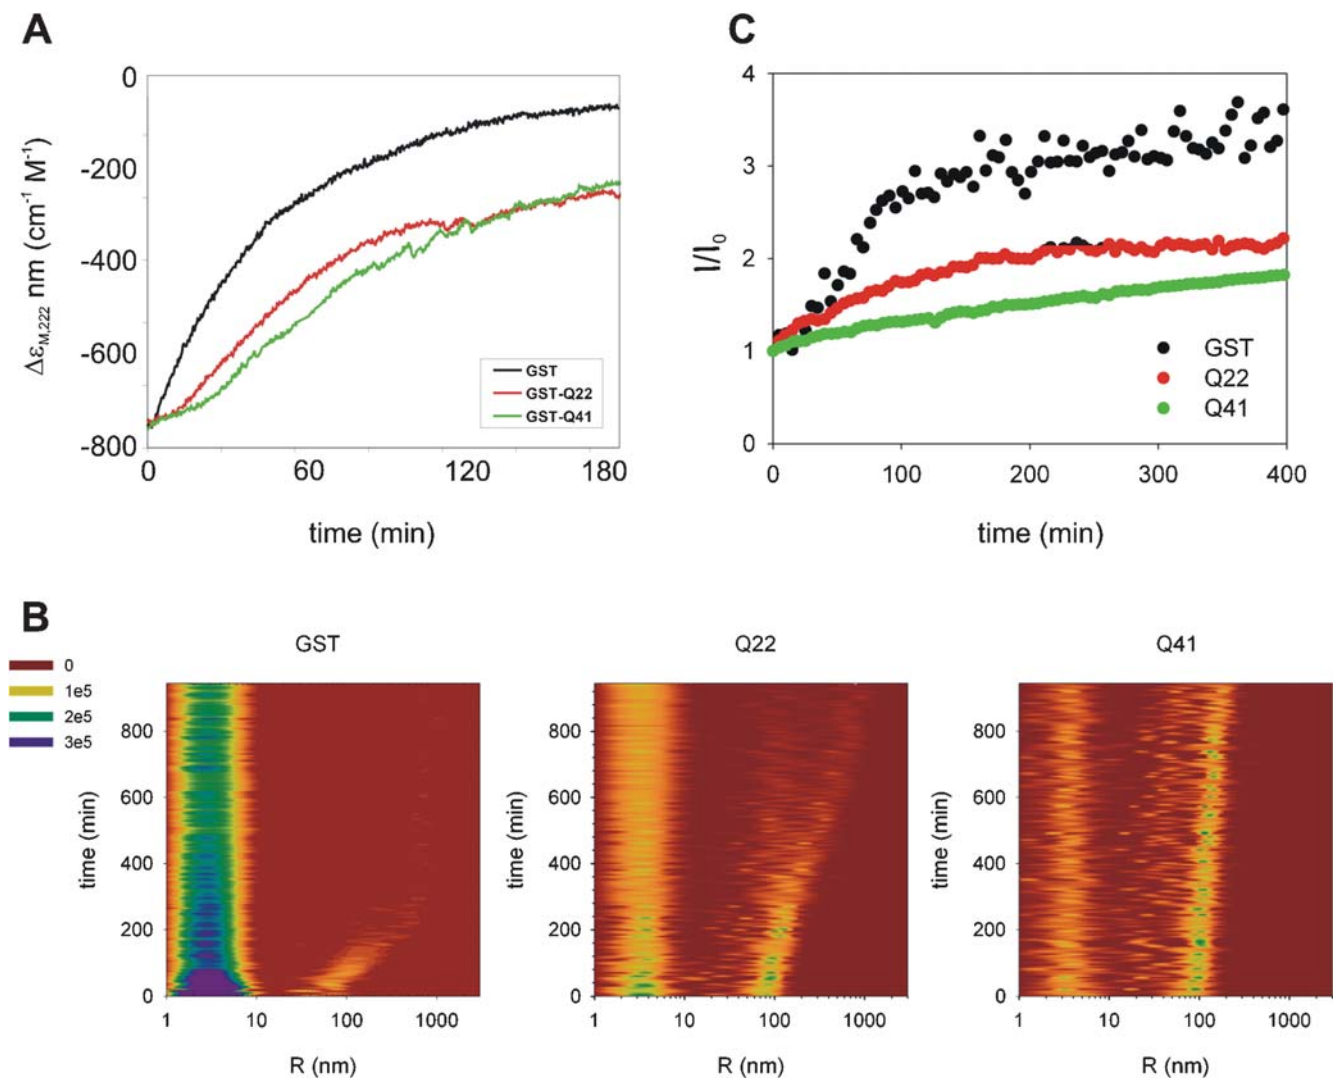 A
0
-200
-400
-600
-800
Δε_M,222 nm (cm⁻¹ M⁻¹)
GST
GST-Q22
GST-Q41
0 60 120 180
time (min)
C
4
3
2
1
0
I/I₀
GST
Q22
Q41
0 100 200 300 400
time (min)
B
0
1e5
2e5
3e5
GST
800
600
400
200
0
time (min)
1 10 100 1000
R (nm)
Q22
800
600
400
200
0
time (min)
1 10 100 1000
R (nm)
Q41
800
600
400
200
0
time (min)
1 10 100 1000
R (nm)